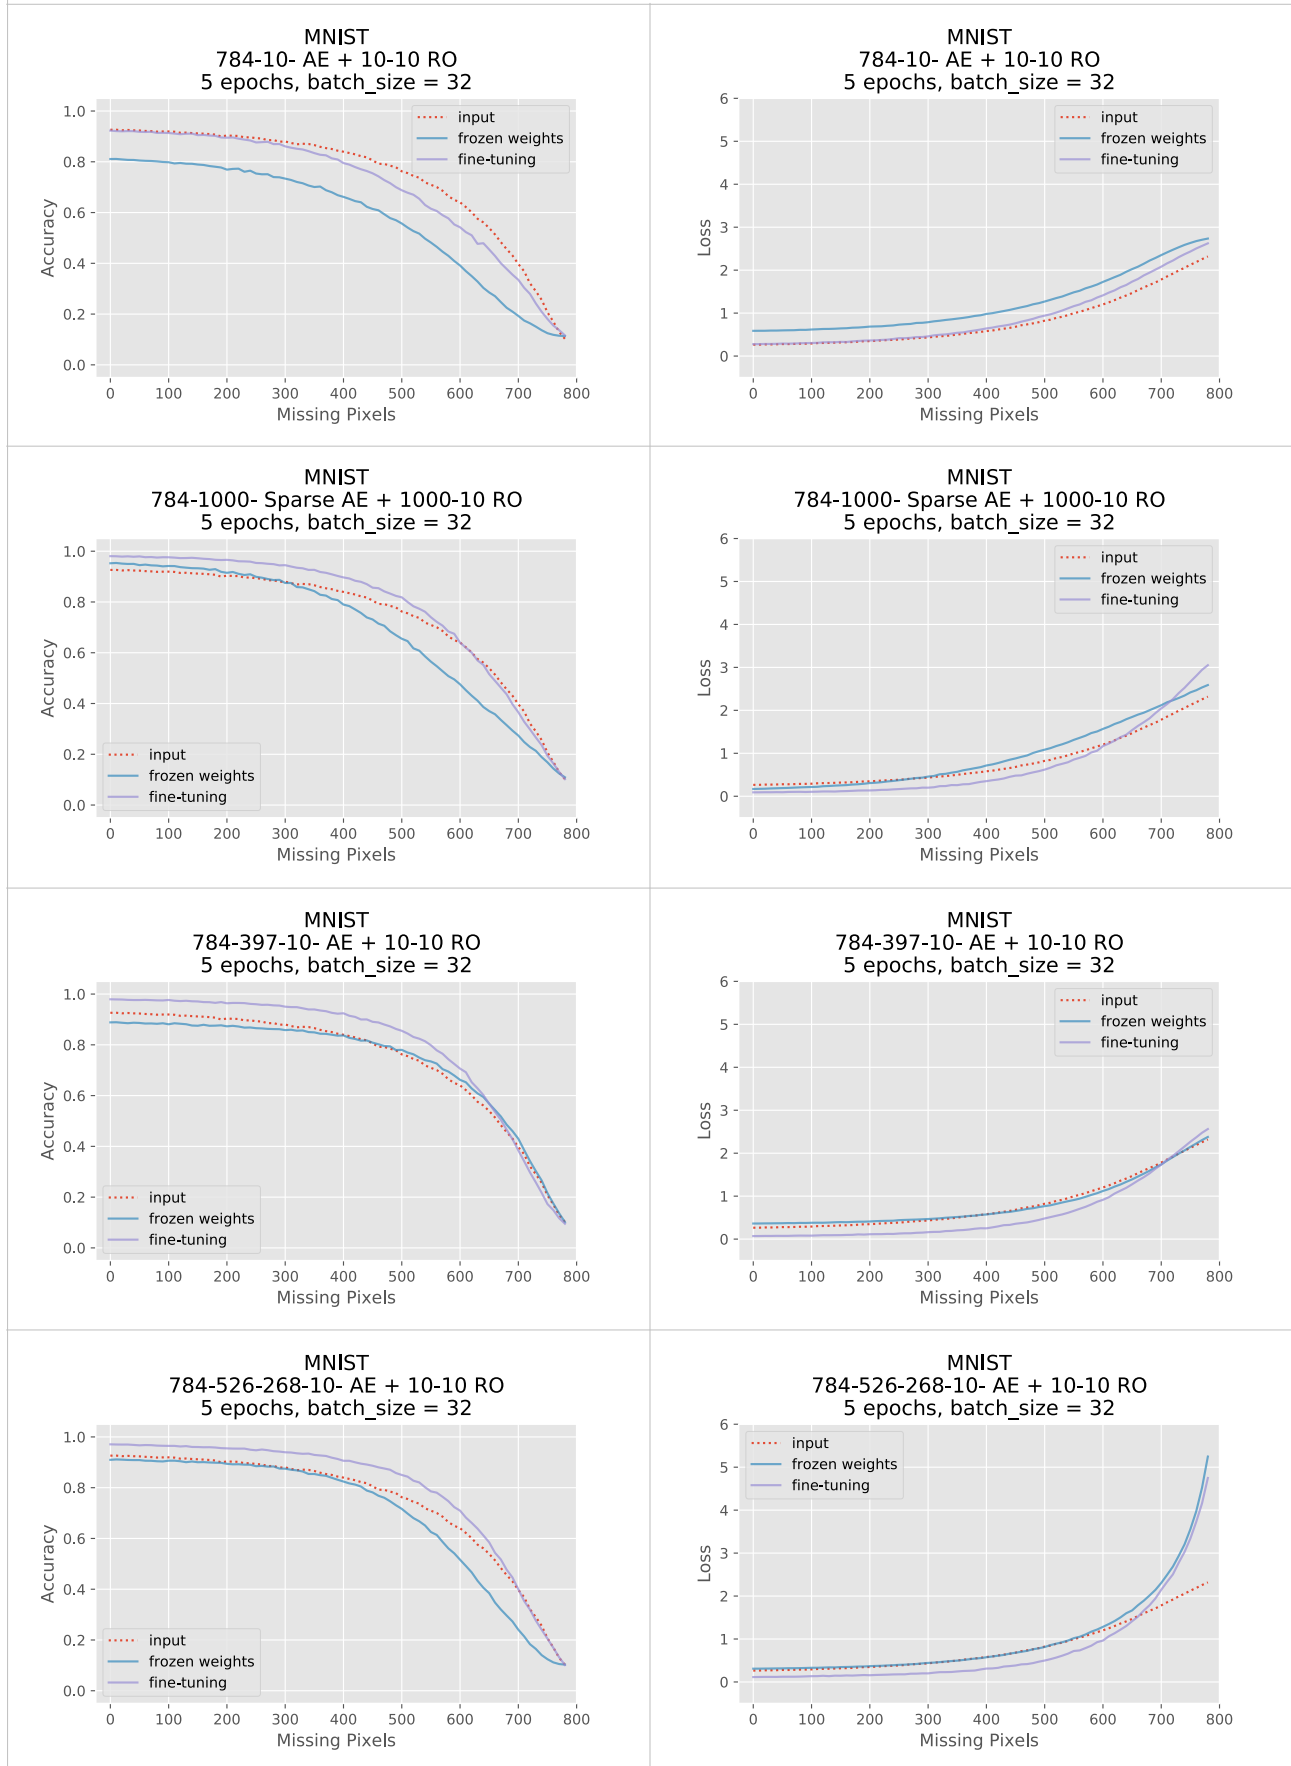 MNIST
784-10- AE + 10-10 RO
5 epochs, batch_size = 32
1.0
0.8
0.6
0.4
0.2
0.0
Accuracy
input
frozen weights
fine-tuning
0 100 200 300 400 500 600 700 800
Missing Pixels
MNIST
784-10- AE + 10-10 RO
5 epochs, batch_size = 32
6
5
4
3
2
1
0
Loss
input
frozen weights
fine-tuning
0 100 200 300 400 500 600 700 800
Missing Pixels
MNIST
784-1000- Sparse AE + 1000-10 RO
5 epochs, batch_size = 32
1.0
0.8
0.6
0.4
0.2
0.0
Accuracy
input
frozen weights
fine-tuning
0 100 200 300 400 500 600 700 800
Missing Pixels
MNIST
784-1000- Sparse AE + 1000-10 RO
5 epochs, batch_size = 32
6
5
4
3
2
1
0
Loss
input
frozen weights
fine-tuning
0 100 200 300 400 500 600 700 800
Missing Pixels
MNIST
784-397-10- AE + 10-10 RO
5 epochs, batch_size = 32
1.0
0.8
0.6
0.4
0.2
0.0
Accuracy
input
frozen weights
fine-tuning
0 100 200 300 400 500 600 700 800
Missing Pixels
MNIST
784-397-10- AE + 10-10 RO
5 epochs, batch_size = 32
6
5
4
3
2
1
0
Loss
input
frozen weights
fine-tuning
0 100 200 300 400 500 600 700 800
Missing Pixels
MNIST
784-526-268-10- AE + 10-10 RO
5 epochs, batch_size = 32
1.0
0.8
0.6
0.4
0.2
0.0
Accuracy
input
frozen weights
fine-tuning
0 100 200 300 400 500 600 700 800
Missing Pixels
MNIST
784-526-268-10- AE + 10-10 RO
5 epochs, batch_size = 32
6
5
4
3
2
1
0
Loss
input
frozen weights
fine-tuning
0 100 200 300 400 500 600 700 800
Missing Pixels